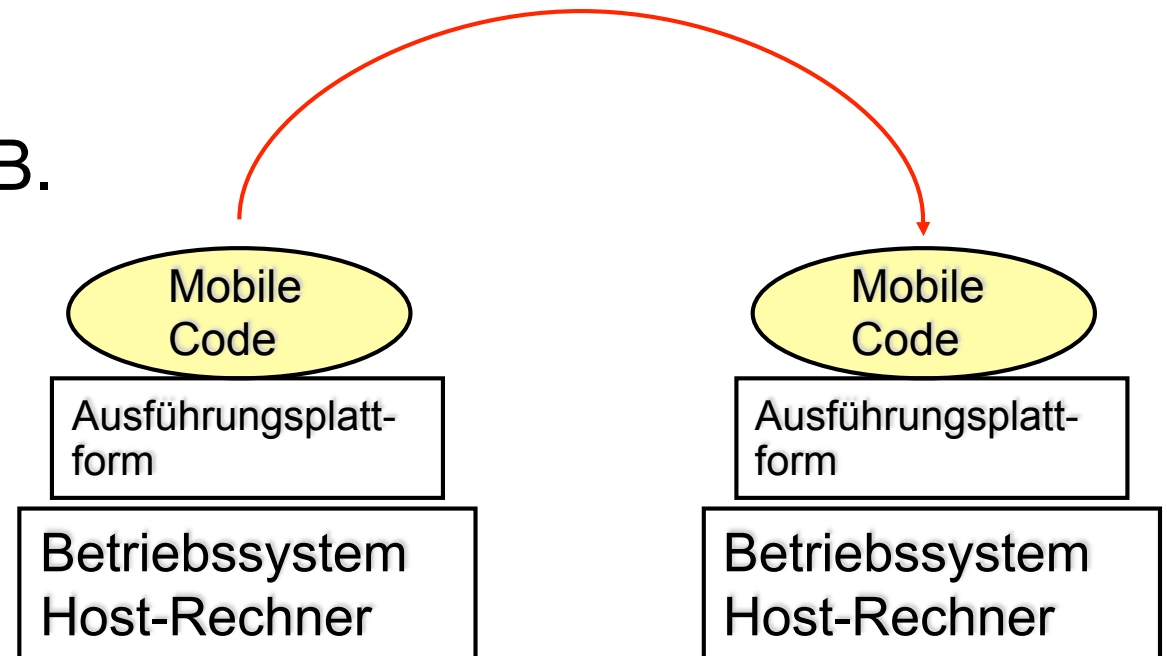 B.
Mobile
Code
Ausführungsplatt-
form
Betriebssystem
Host-Rechner
Mobile
Code
Ausführungsplatt-
form
Betriebssystem
Host-Rechner